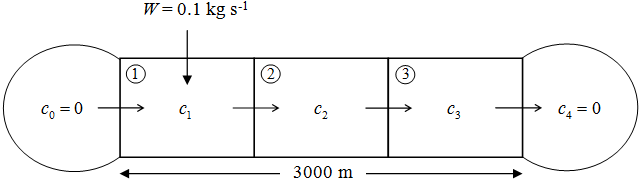 W = 0.1 kg s⁻¹
① ② ③
c₀ = 0 c₁ c₂ c₃ c₄ = 0
3000 m